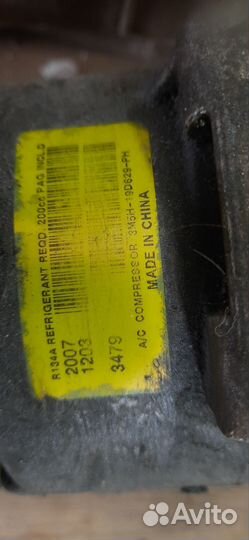 R134A REFRIGERANT REQD .200cc PAG INCLD
2007
1203
3479
A/C COMPRESSOR 3M5H-19D629-PH
MADE IN CHINA
Avito